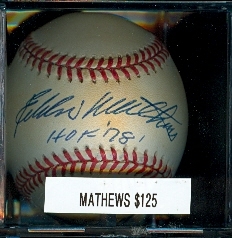 Eddie Mathews
HOF '78'
MATHEWS $125